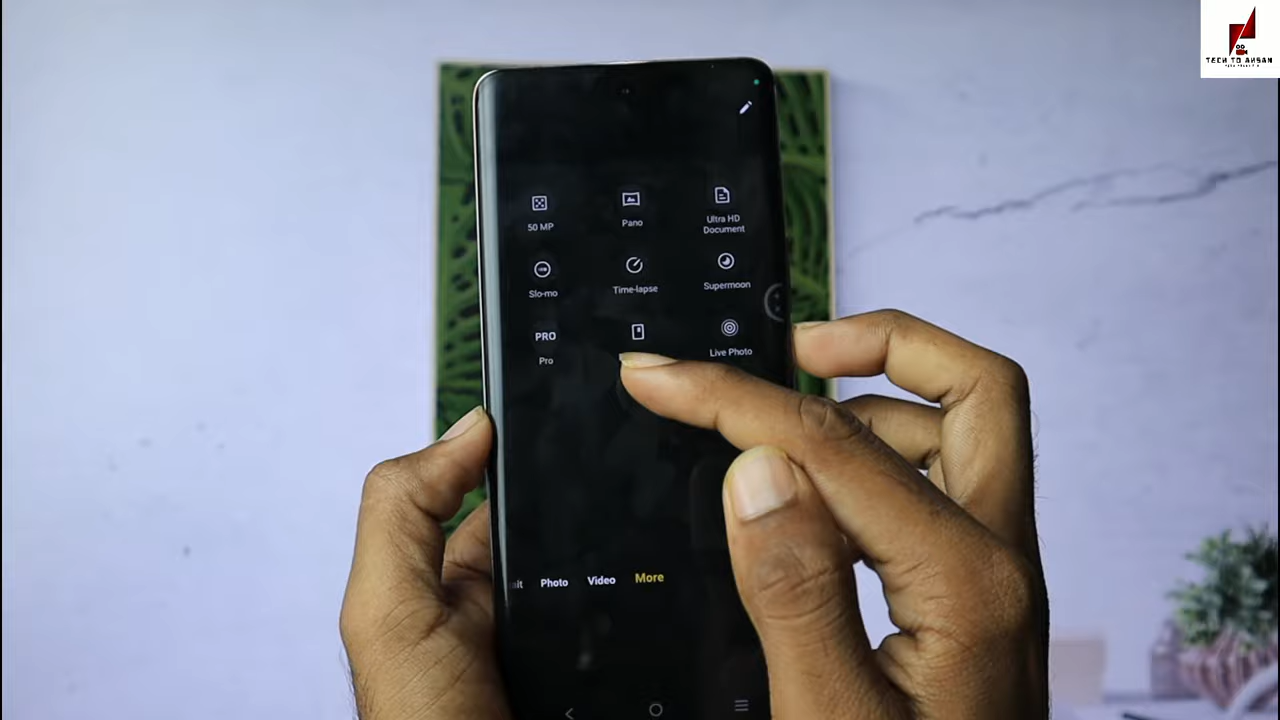 TECH TO AHSAN
50 MP
Pano
Ultra HD
Document
Slo-mo
Time-lapse
Supermoon
PRO
Pro
Live Photo
Photo
Video
More